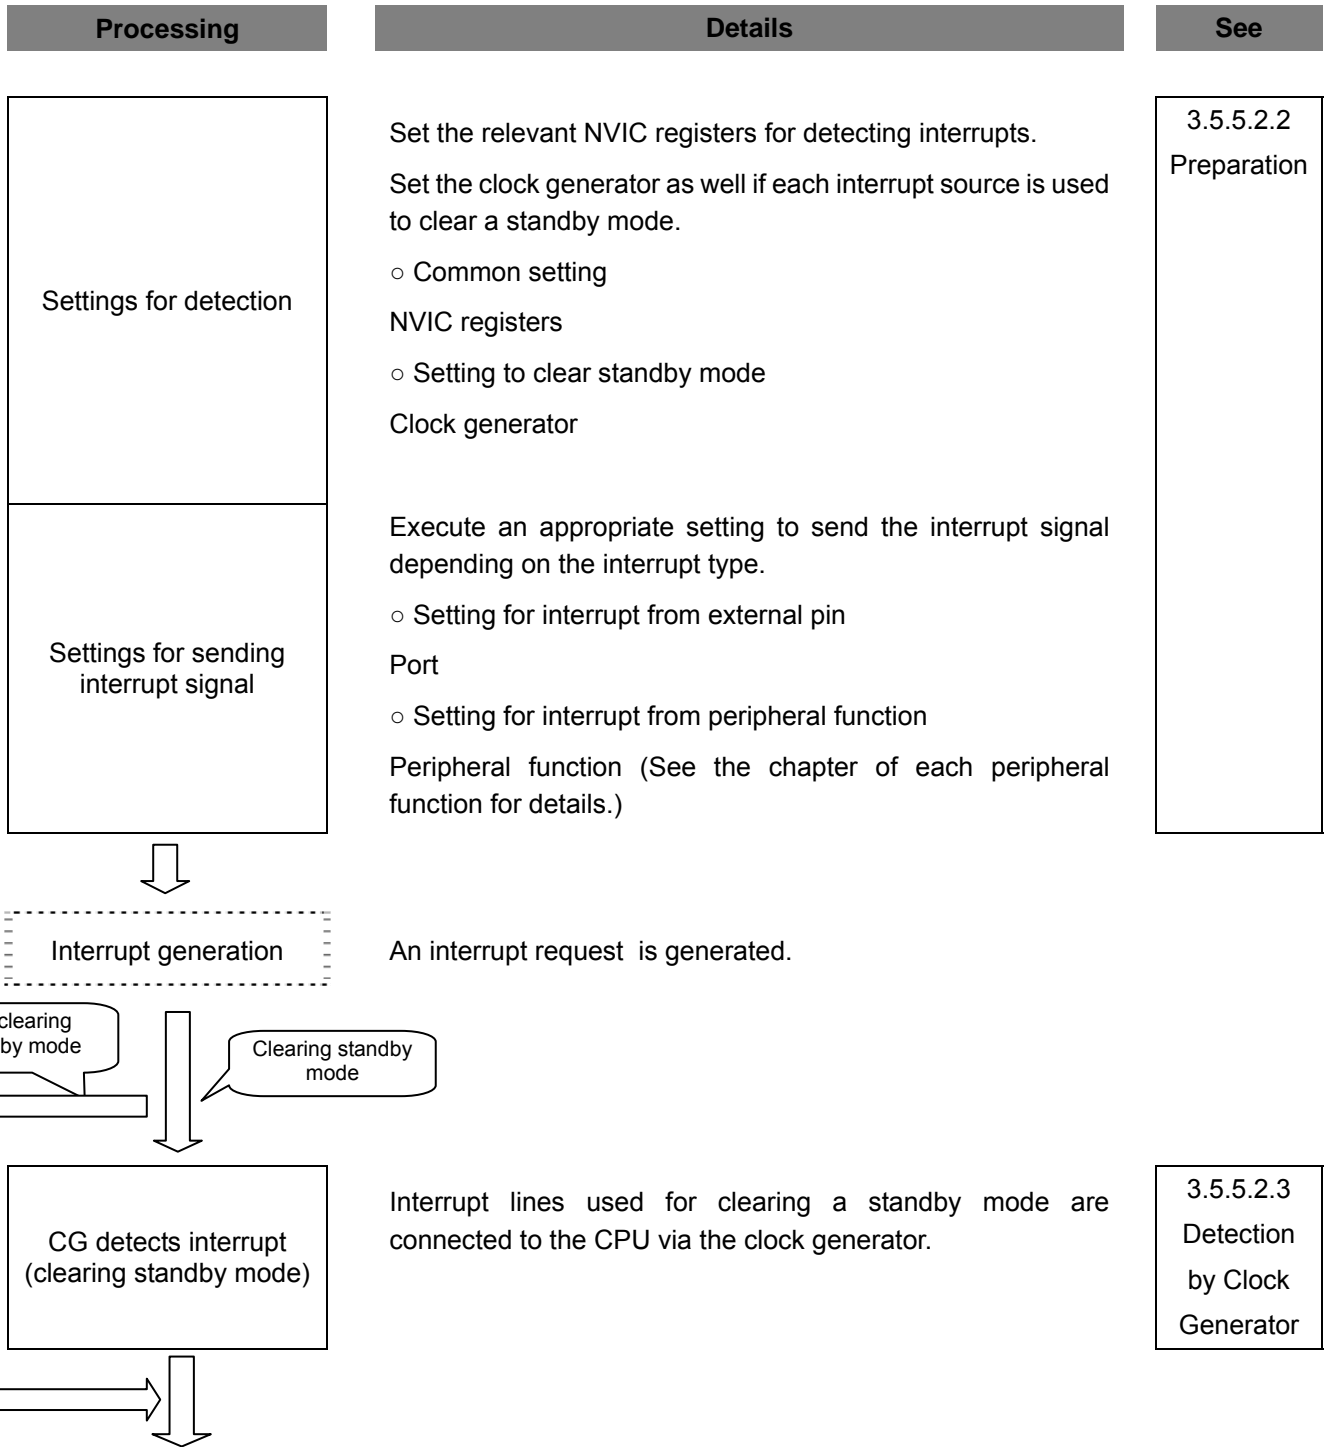 Processing
Details
See
Settings for detection
Set the relevant NVIC registers for detecting interrupts.
Set the clock generator as well if each interrupt source is used
to clear a standby mode.
○ Common setting
NVIC registers
○ Setting to clear standby mode
Clock generator
3.5.5.2.2
Preparation
Settings for sending
interrupt signal
Execute an appropriate setting to send the interrupt signal
depending on the interrupt type.
○ Setting for interrupt from external pin
Port
○ Setting for interrupt from peripheral function
Peripheral function (See the chapter of each peripheral
function for details.)
Interrupt generation
An interrupt request is generated.
clearing
by mode
Clearing standby
mode
CG detects interrupt
(clearing standby mode)
Interrupt lines used for clearing a standby mode are
connected to the CPU via the clock generator.
3.5.5.2.3
Detection
by Clock
Generator